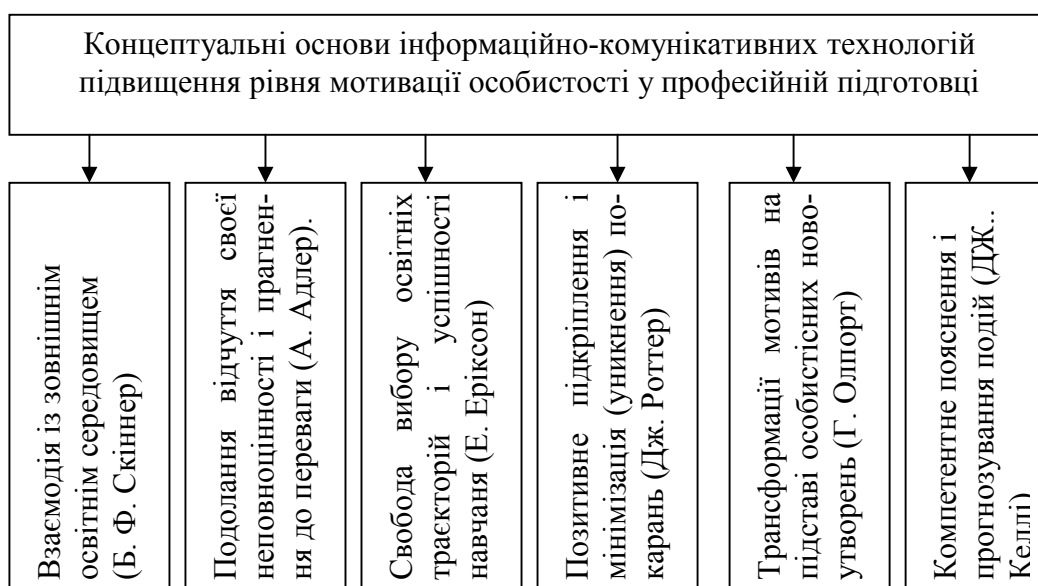 Концептуальні основи інформаційно-комунікативних технологій
підвищення рівня мотивації особистості у професійній підготовці
Взаємодія із зовнішнім
освітнім середовищем
(Б. Ф. Скіннер)
Подолання відчуття своєї
неповноцінності і прагнен-
ня до переваги (А. Адлер).
Свобода вибору освітніх
траєкторій і успішності
навчаня (Е. Еріксон)
Позитивне підкріплення і
мінімізація (уникнення) по-
карань (Дж. Роттер)
Трансформації мотивів на
підставі особистісних ново-
утворень (Г. Олпорт)
Компетентне пояснення і
прогнозування подій (ДЖ..
Келлі)